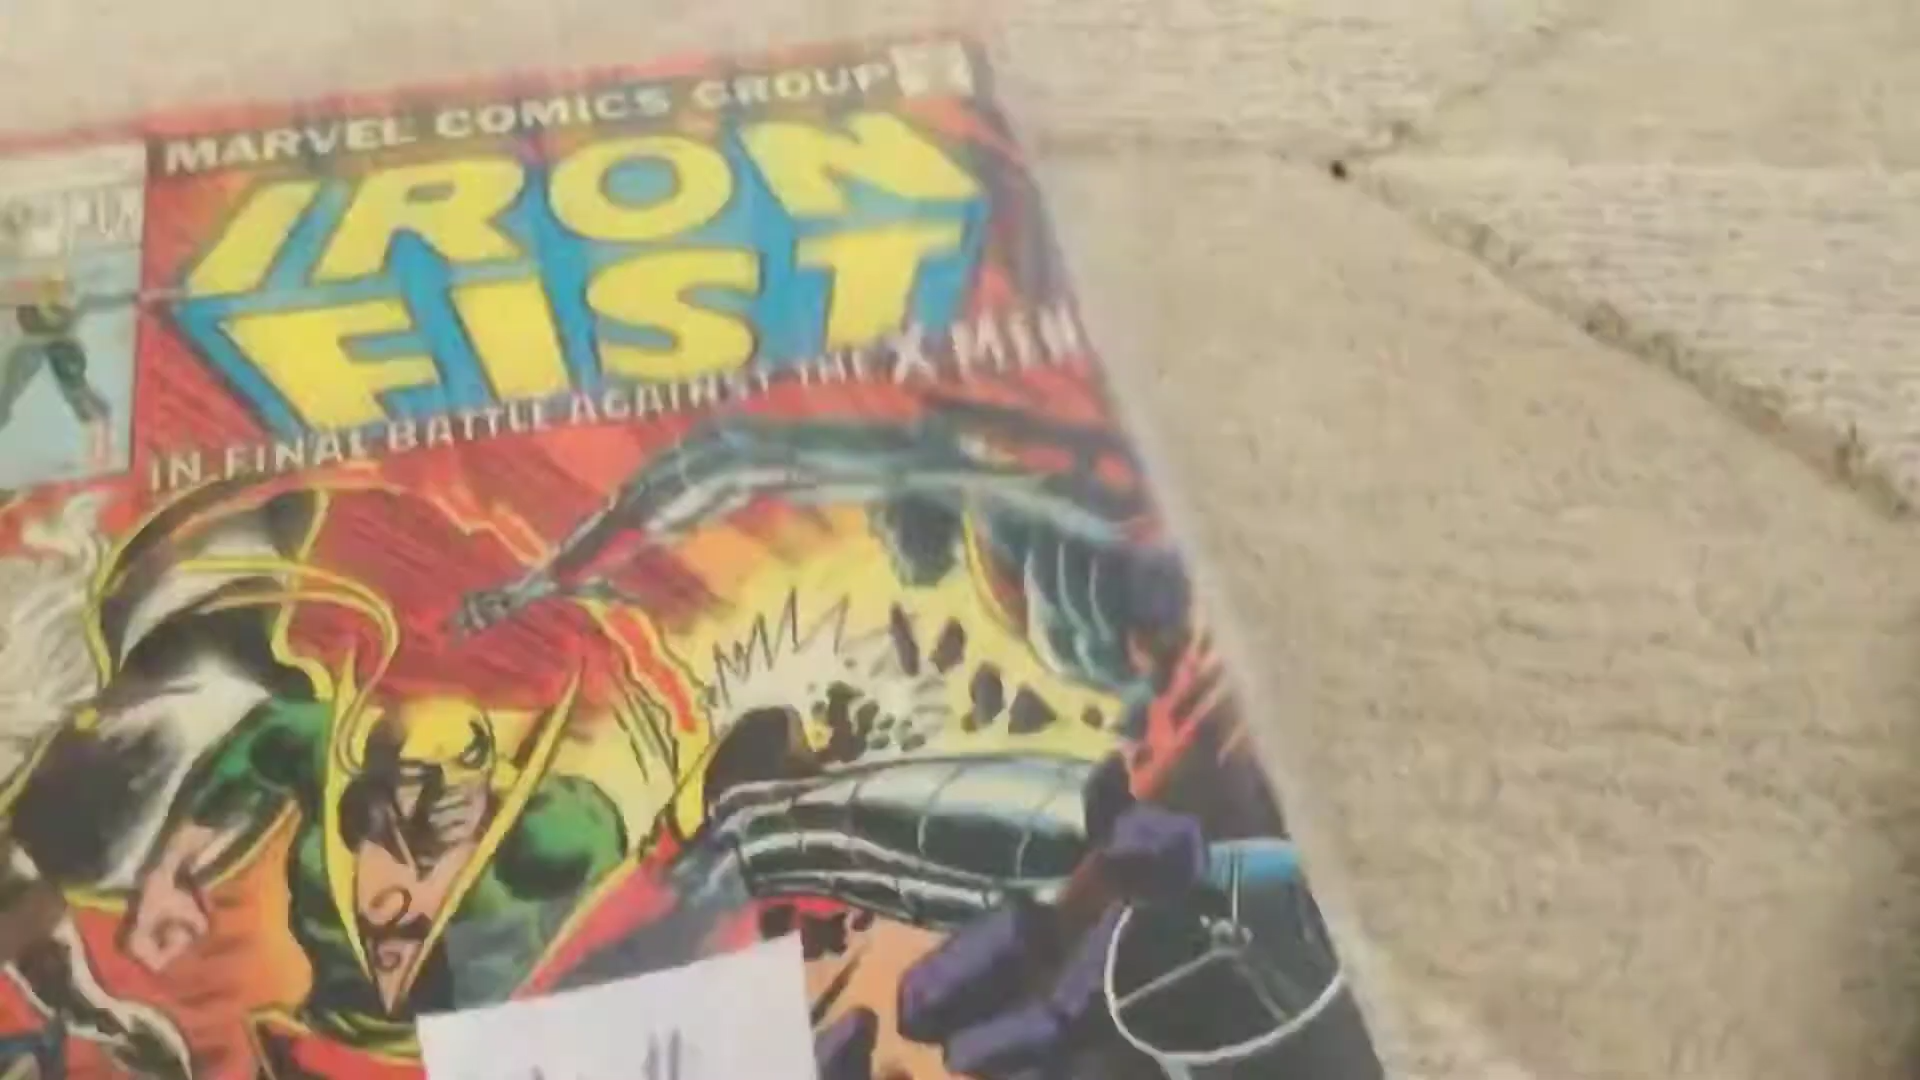 MARVEL COMICS GROUP
IRON
FIST
IN FINAL BATTLE AGAINST THE X-MEN